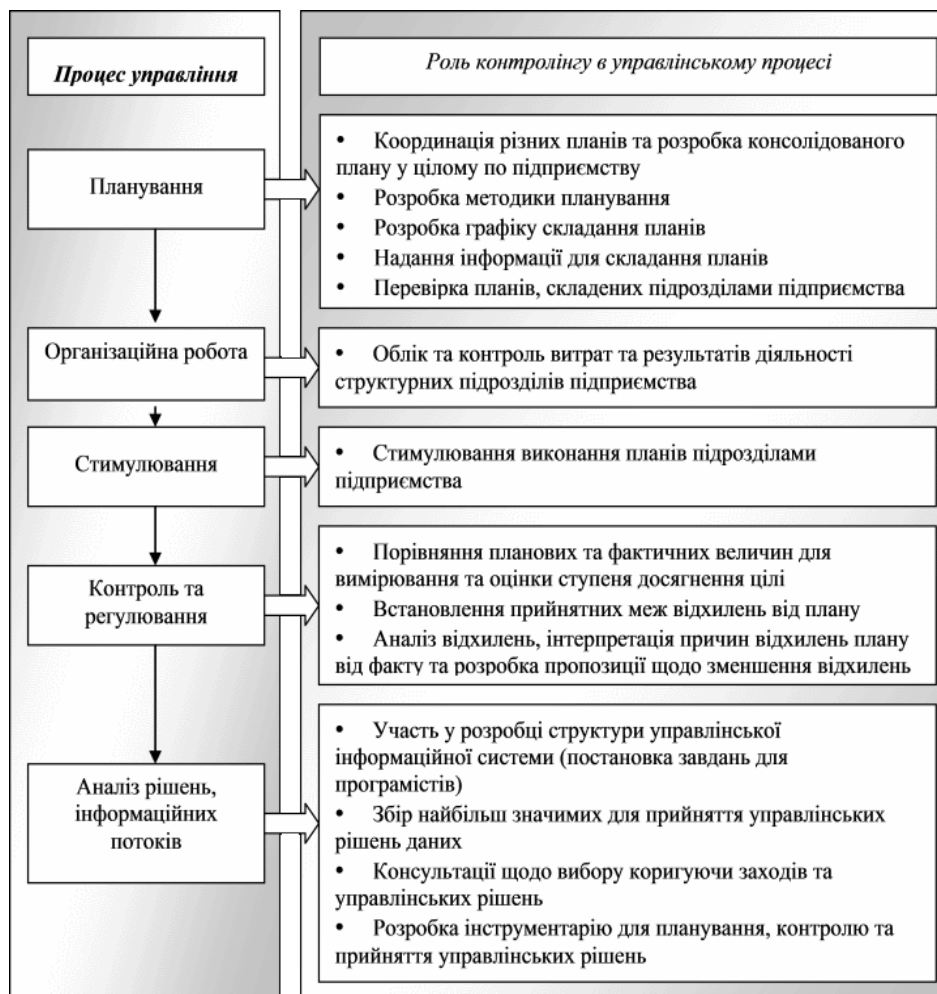 Процес управління
Роль контролінгу в управлінському процесі
Планування
• Координація різних планів та розробка консолідованого
плану у цілому по підприємству
• Розробка методики планування
• Розробка графіку складання планів
• Надання інформації для складання планів
• Перевірка планів, складених підрозділами підприємства
Організаційна робота
• Облік та контроль витрат та результатів діяльності
структурних підрозділів підприємства
Стимулювання
• Стимулювання виконання планів підрозділами
підприємства
Контроль та
регулювання
• Порівняння планових та фактичних величин для
вимірювання та оцінки ступеня досягнення цілі
• Встановлення прийнятних меж відхилень від плану
• Аналіз відхилень, інтерпретація причин відхилень плану
від факту та розробка пропозиції щодо зменшення відхилень
Аналіз рішень,
інформаційних
потоків
• Участь у розробці структури управлінської
інформаційної системи (постановка завдань для
програмістів)
• Збір найбільш значимих для прийняття управлінських
рішень даних
• Консультації щодо вибору коригуючи заходів та
управлінських рішень
• Розробка інструментарію для планування, контролю та
прийняття управлінських рішень